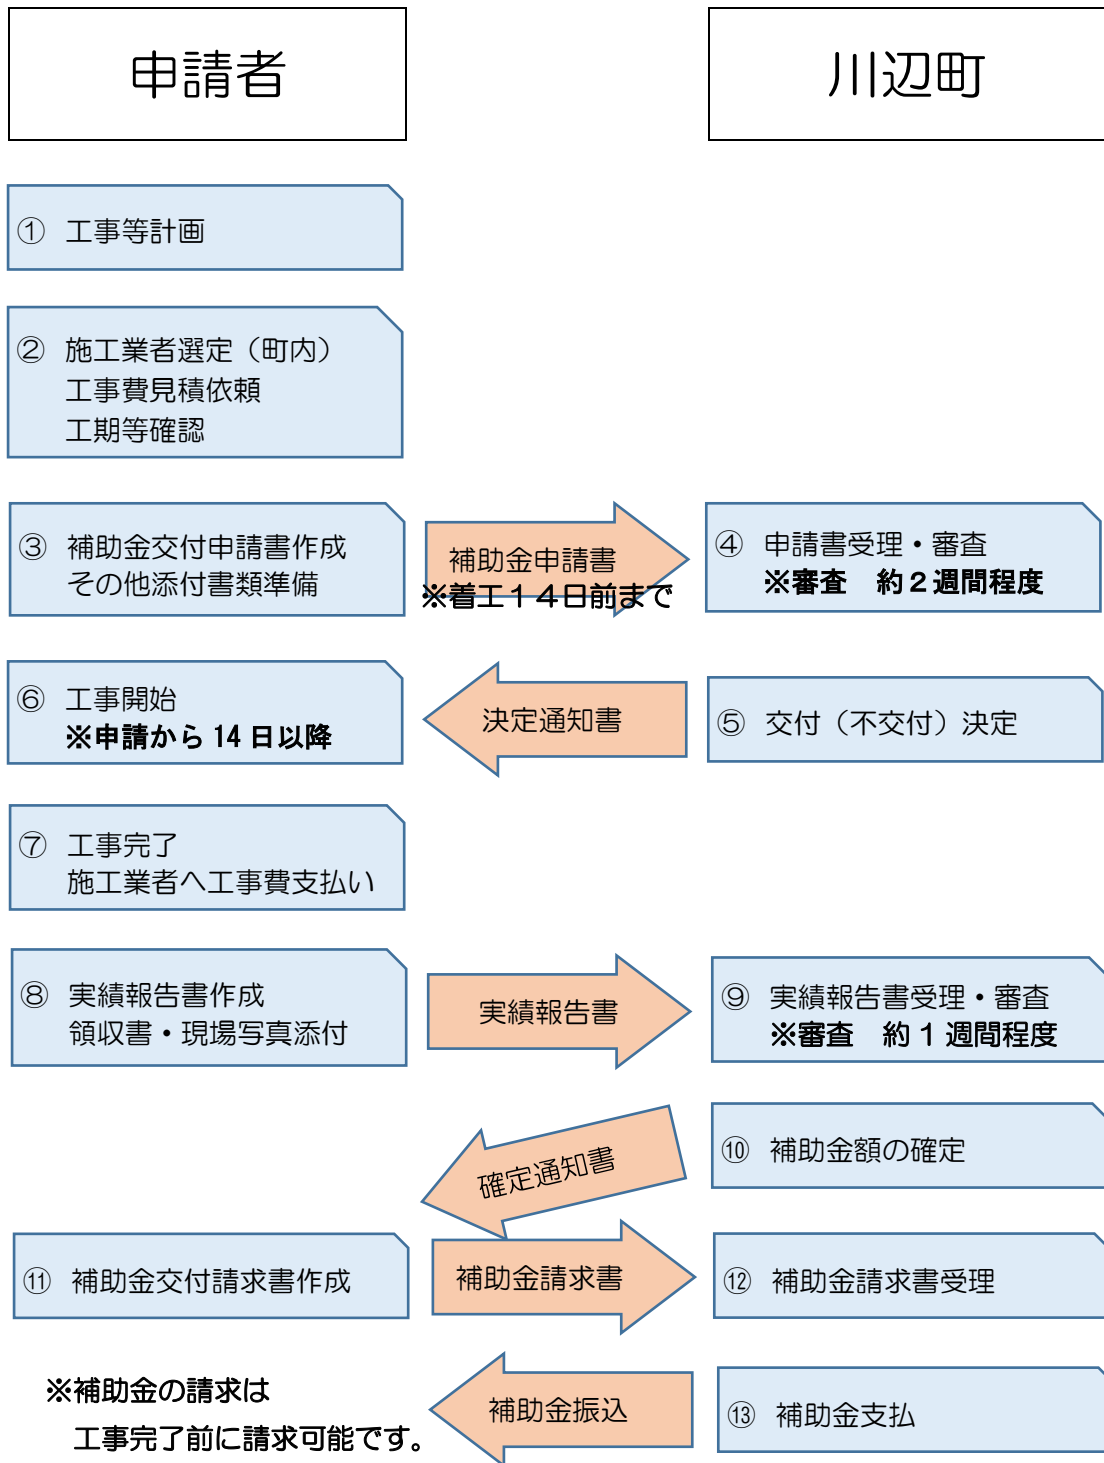 申請者
川辺町
① 工事等計画
② 施工業者選定（町内）
工事費見積依頼
工期等確認
③ 補助金交付申請書作成
その他添付書類準備
補助金申請書
※着工１４日前まで
④ 申請書受理・審査
※審査　約２週間程度
⑥ 工事開始
※申請から 14 日以降
決定通知書
⑤ 交付（不交付）決定
⑦ 工事完了
施工業者へ工事費支払い
⑧ 実績報告書作成
領収書・現場写真添付
実績報告書
⑨ 実績報告書受理・審査
※審査　約 1 週間程度
確定通知書
⑩ 補助金額の確定
⑪ 補助金交付請求書作成
補助金請求書
⑫ 補助金請求書受理
※補助金の請求は
工事完了前に請求可能です。
補助金振込
⑬ 補助金支払